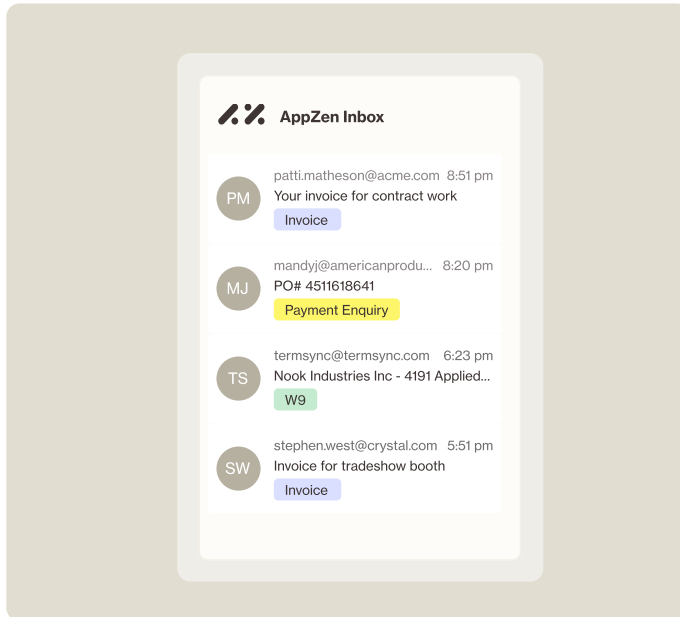 AppZen Inbox
PM
patti.matheson@acme.com 8:51 pm
Your invoice for contract work
Invoice
MJ
mandyj@americanprodu... 8:20 pm
PO# 4511618641
Payment Enquiry
TS
termsync@termsync.com 6:23 pm
Nook Industries Inc - 4191 Applied...
W9
SW
stephen.west@crystal.com 5:51 pm
Invoice for tradeshow booth
Invoice